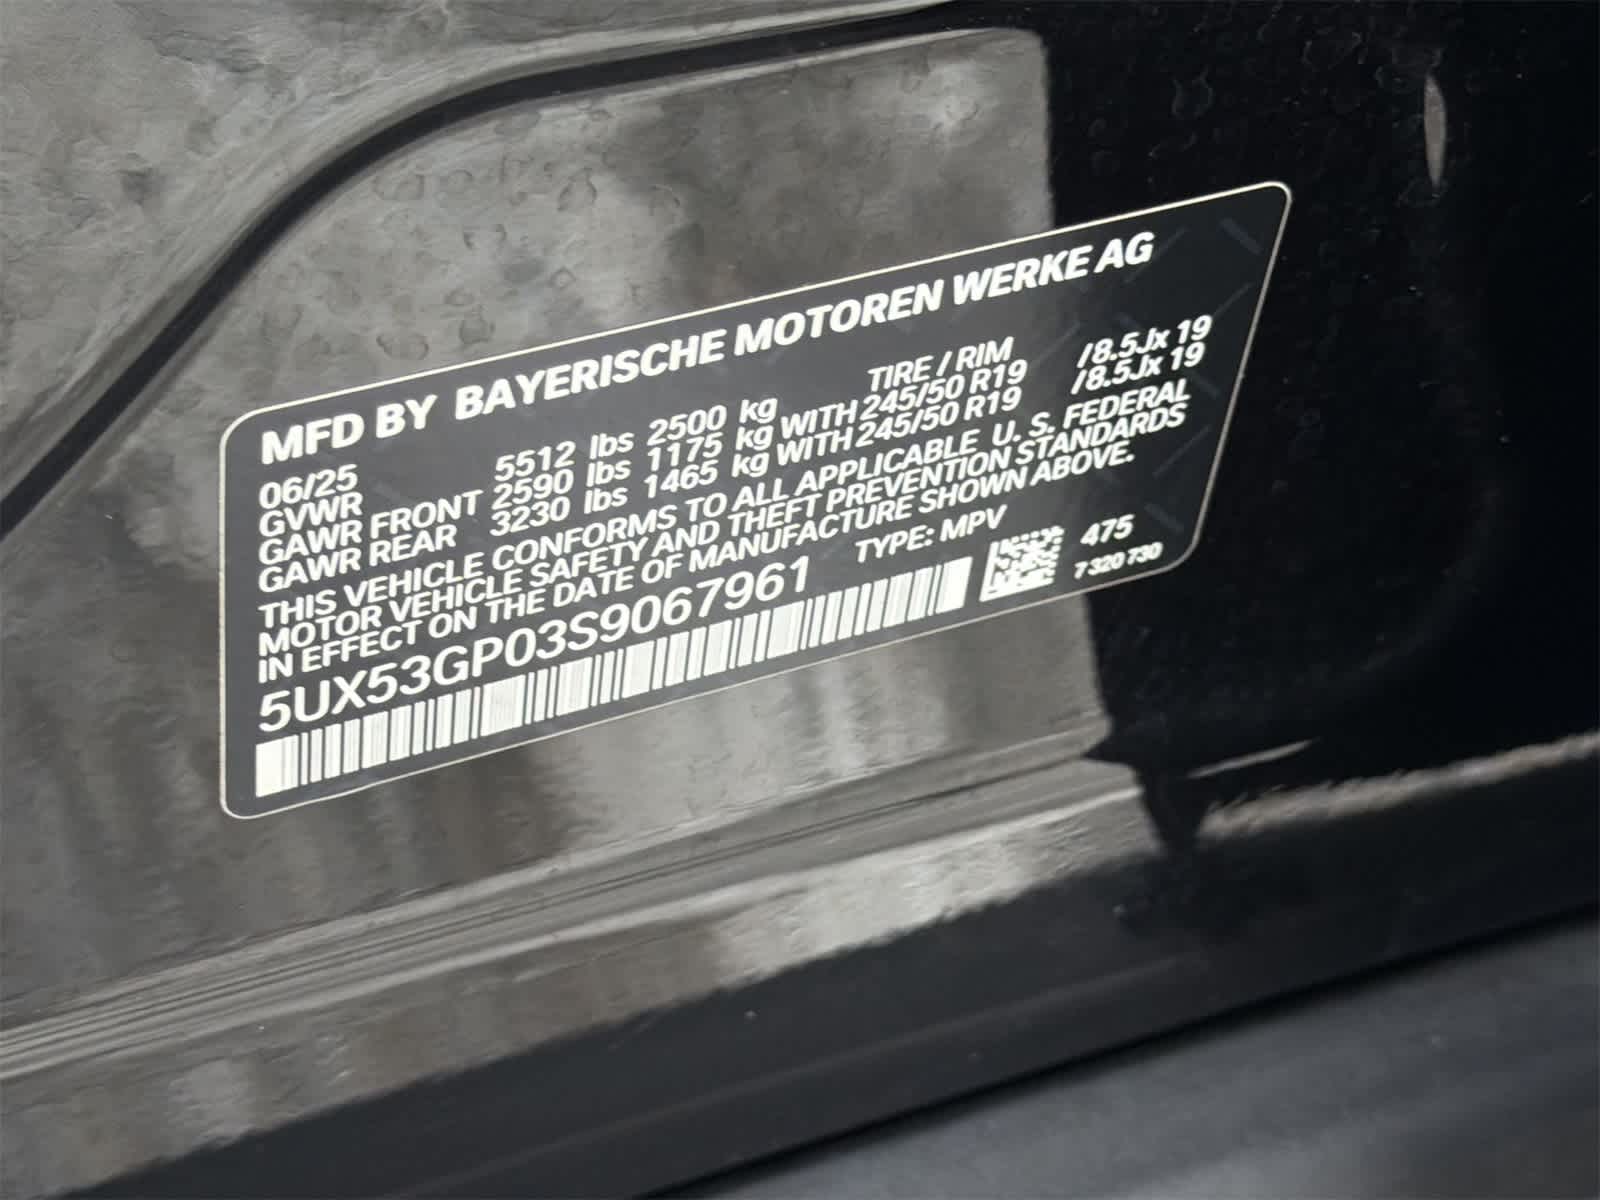 MFD BY BAYERISCHE MOTOREN WERKE AG
06/25 TIRE / RIM
GVWR 5512 lbs 2500 kg
GAWR FRONT 2590 lbs 1175 kg WITH 245/50 R19 /8.5Jx 19
GAWR REAR 3230 lbs 1465 kg WITH 245/50 R19 /8.5Jx 19
THIS VEHICLE CONFORMS TO ALL APPLICABLE U. S. FEDERAL
MOTOR VEHICLE SAFETY AND THEFT PREVENTION STANDARDS
IN EFFECT ON THE DATE OF MANUFACTURE SHOWN ABOVE.
5UX53GP03S9067961 TYPE: MPV
475
7 320 730